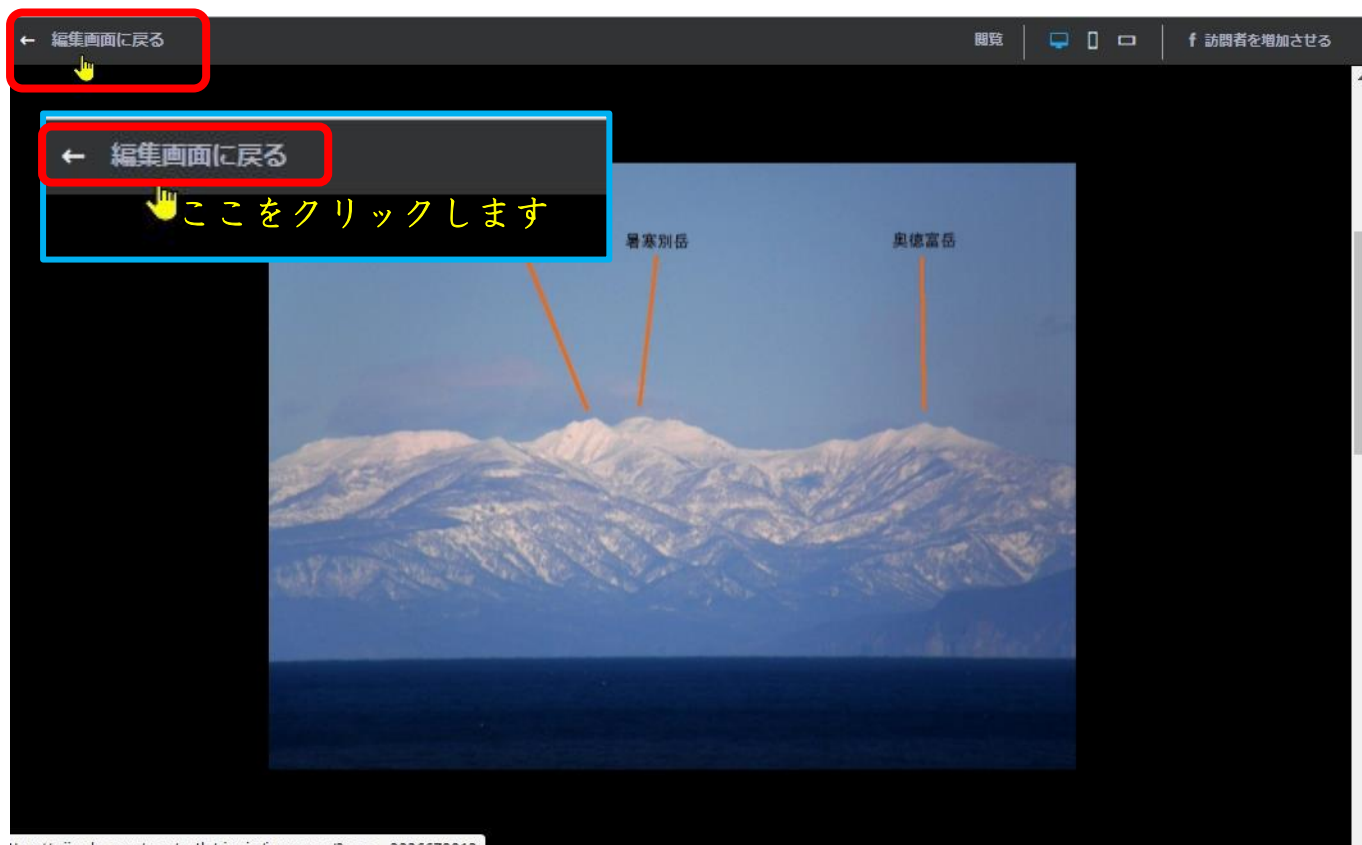 ← 編集画面に戻る
閲覧
f 訪問者を増加させる
← 編集画面に戻る
ここをクリックします
暑寒別岳
奥徳富岳